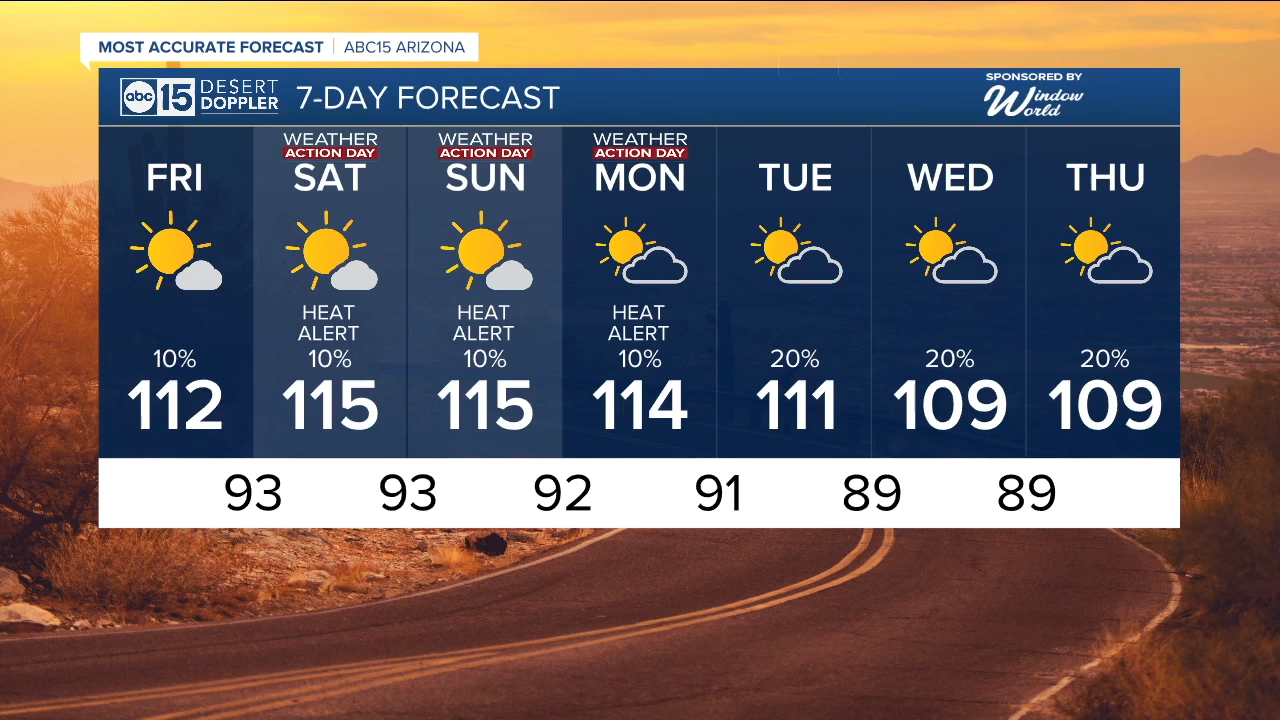 MOST ACCURATE FORECAST | ABC15 ARIZONA
abc 15 DESERT DOPPLER
7-DAY FORECAST
SPONSORED BY
Window World
FRI
10%
112
WEATHER
ACTION DAY
SAT
HEAT
ALERT
10%
115
WEATHER
ACTION DAY
SUN
HEAT
ALERT
10%
115
WEATHER
ACTION DAY
MON
HEAT
ALERT
10%
114
TUE
20%
111
WED
20%
109
THU
20%
109
93 93 92 91 89 89